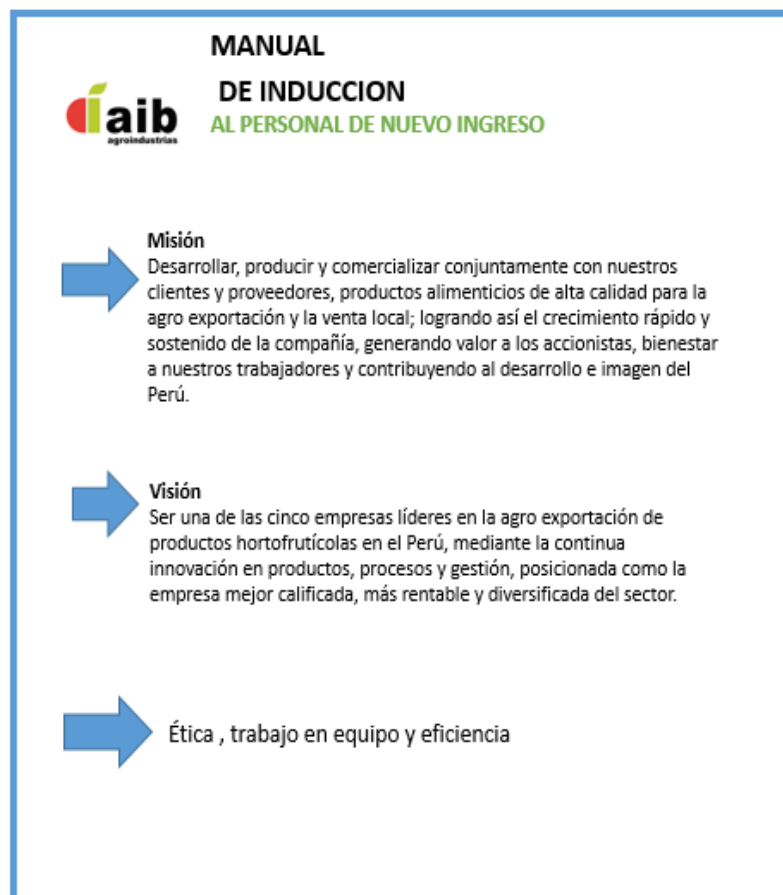 MANUAL
DE INDUCCION
AL PERSONAL DE NUEVO INGRESO
aib
agroindustrias
Misión
Desarrollar, producir y comercializar conjuntamente con nuestros
clientes y proveedores, productos alimenticios de alta calidad para la
agro exportación y la venta local; logrando así el crecimiento rápido y
sostenido de la compañía, generando valor a los accionistas, bienestar
a nuestros trabajadores y contribuyendo al desarrollo e imagen del
Perú.
Visión
Ser una de las cinco empresas líderes en la agro exportación de
productos hortofrutícolas en el Perú, mediante la continua
innovación en productos, procesos y gestión, posicionada como la
empresa mejor calificada, más rentable y diversificada del sector.
Ética , trabajo en equipo y eficiencia